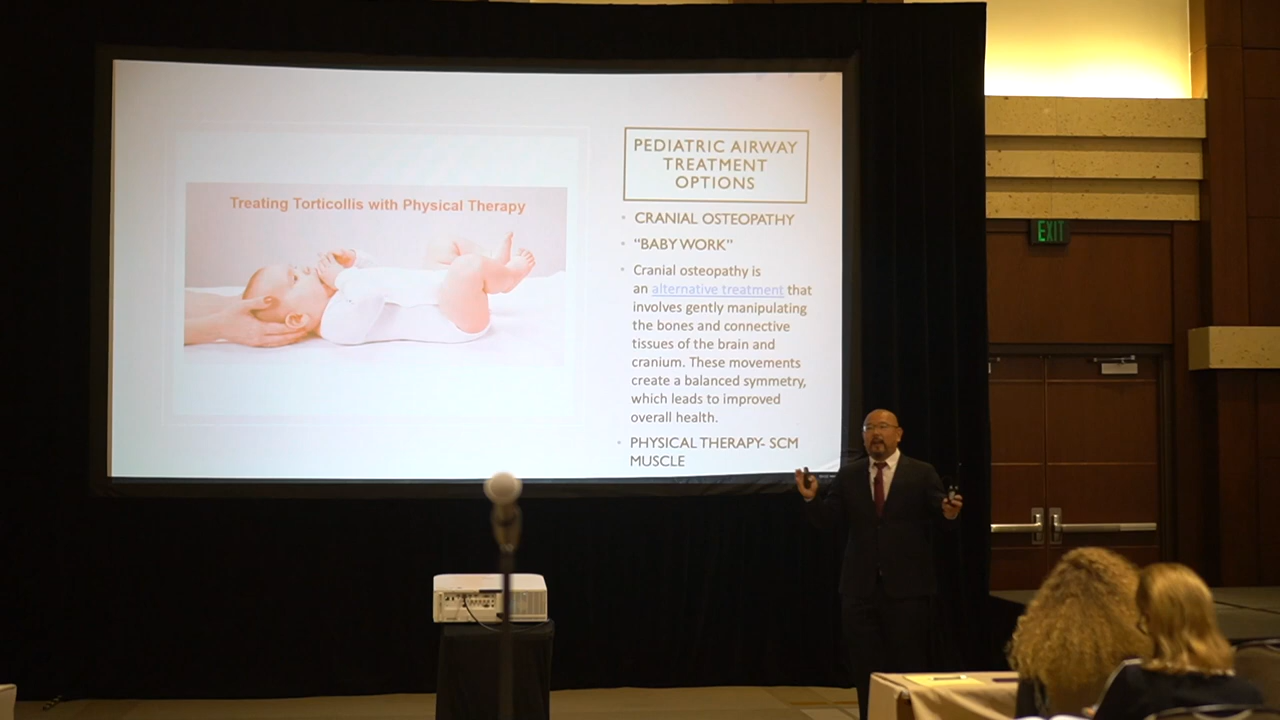 Treating Torticollis with Physical Therapy
PEDIATRIC AIRWAY
TREATMENT
OPTIONS
• CRANIAL OSTEOPATHY
• "BABY WORK"
• Cranial osteopathy is
an alternative treatment that
involves gently manipulating
the bones and connective
tissues of the brain and
cranium. These movements
create a balanced symmetry,
which leads to improved
overall health.
• PHYSICAL THERAPY- SCM
MUSCLE
EXIT